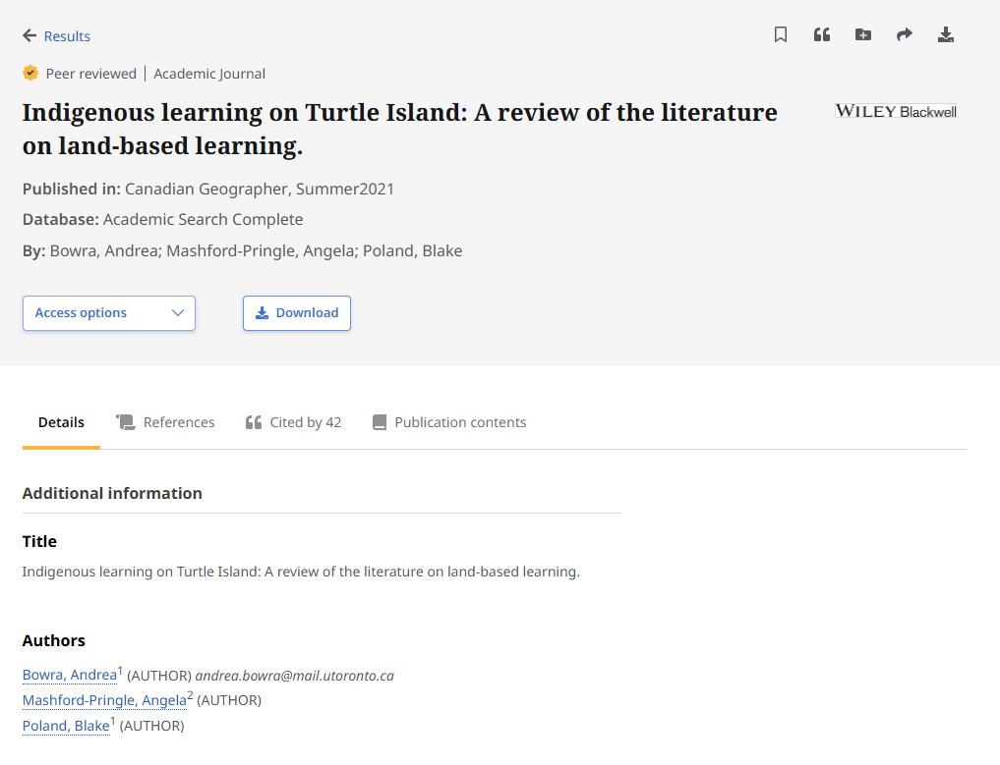 Results
Peer reviewed | Academic Journal
Indigenous learning on Turtle Island: A review of the literature
on land-based learning.
WILEY Blackwell
Published in: Canadian Geographer, Summer2021
Database: Academic Search Complete
By: Bowra, Andrea; Mashford-Pringle, Angela; Poland, Blake
Access options
Download
Details
References
Cited by 42
Publication contents
Additional information
Title
Indigenous learning on Turtle Island: A review of the literature on land-based learning.
Authors
Bowra, Andrea1 (AUTHOR) andrea.bowra@mail.utoronto.ca
Mashford-Pringle, Angela2 (AUTHOR)
Poland, Blake1 (AUTHOR)